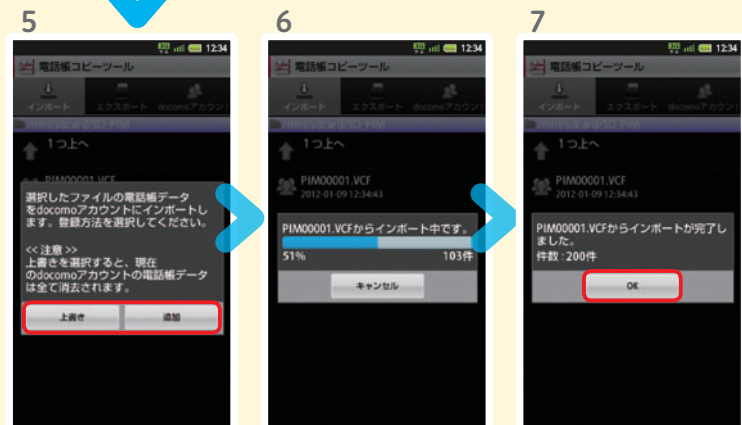 5
12:34
電話帳コピーツール
インポート エクスポート docomoアカウント
/mnt/sdcard/SD_PIM
1つ上へ
PIM00001.VCF
選択したファイルの電話帳データ
をdocomoアカウントにインポートし
ます。登録方法を選択してください。
<< 注意 >>
上書きを選択すると、現在
のdocomoアカウントの電話帳データ
は全て消去されます。
上書き 追加
6
12:34
電話帳コピーツール
インポート エクスポート docomoアカウント
/mnt/sdcard/SD_PIM
1つ上へ
PIM00001.VCF
2012-01-09 12:34:43
PIM00001.VCFからインポート中です。
51% 103件
キャンセル
7
12:34
電話帳コピーツール
インポート エクスポート docomoアカウント
/mnt/sdcard/SD_PIM
1つ上へ
PIM00001.VCF
2012-01-09 12:34:43
PIM00001.VCFからインポートが完了し
ました。
件数 : 200件
OK